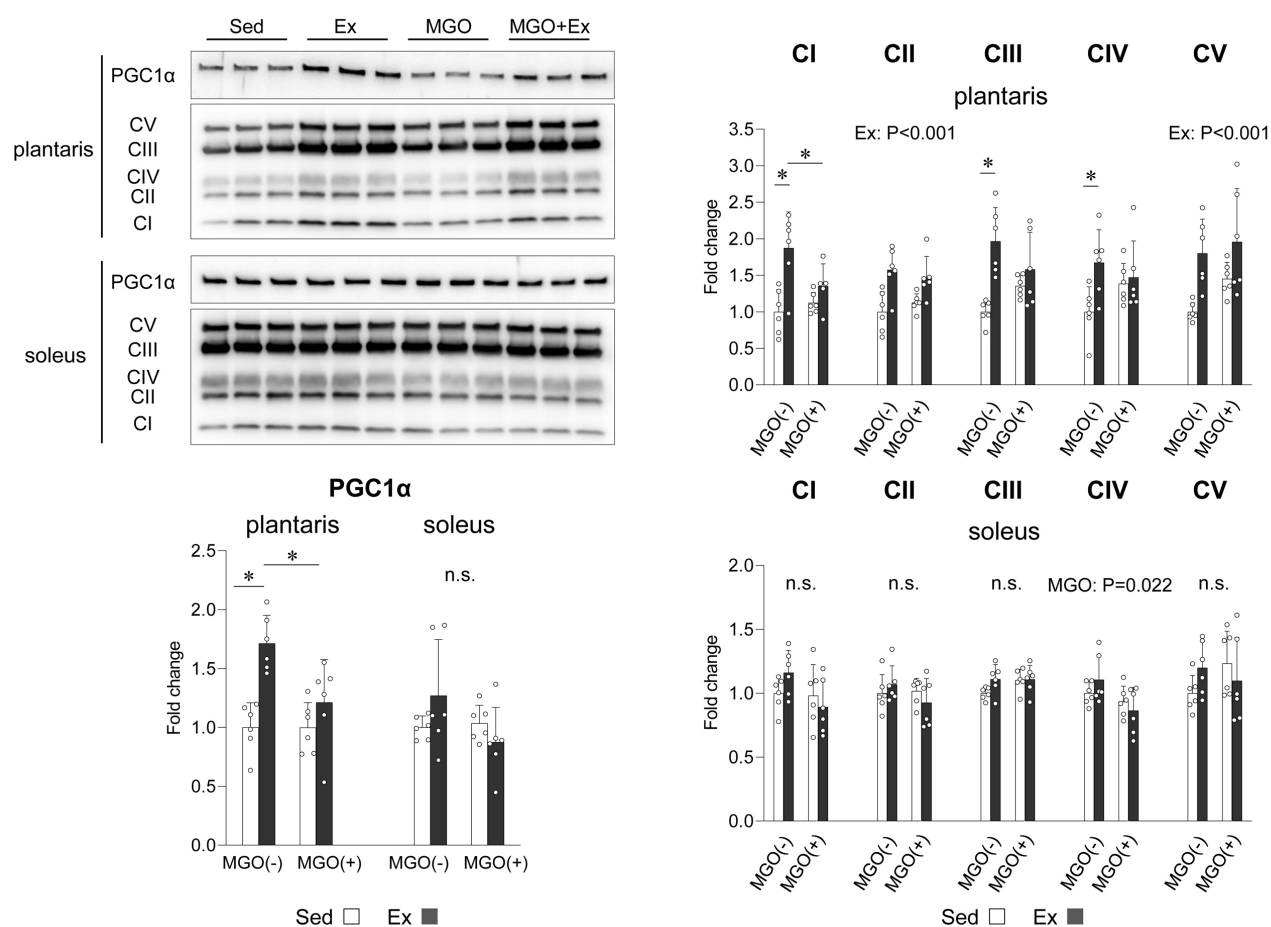 Sed Ex MGO MGO+Ex
plantaris
PGC1α
CV
CIII
CIV
CII
CI
soleus
PGC1α
CV
CIII
CIV
CII
CI
PGC1α
plantaris soleus
Fold change
2.5
2.0
1.5
1.0
0.5
0.0
* *
n.s.
MGO(-) MGO(+) MGO(-) MGO(+)
Sed Ex
CI CII CIII CIV CV
plantaris
Fold change
3.5
3.0
2.5
2.0
1.5
1.0
0.5
0.0
* *
Ex: P<0.001
*
*
Ex: P<0.001
MGO(-) MGO(+) MGO(-) MGO(+) MGO(-) MGO(+) MGO(-) MGO(+) MGO(-) MGO(+)
CI CII CIII CIV CV
soleus
Fold change
2.0
1.5
1.0
0.5
0.0
n.s. n.s. n.s. MGO: P=0.022 n.s.
MGO(-) MGO(+) MGO(-) MGO(+) MGO(-) MGO(+) MGO(-) MGO(+) MGO(-) MGO(+)
Sed Ex